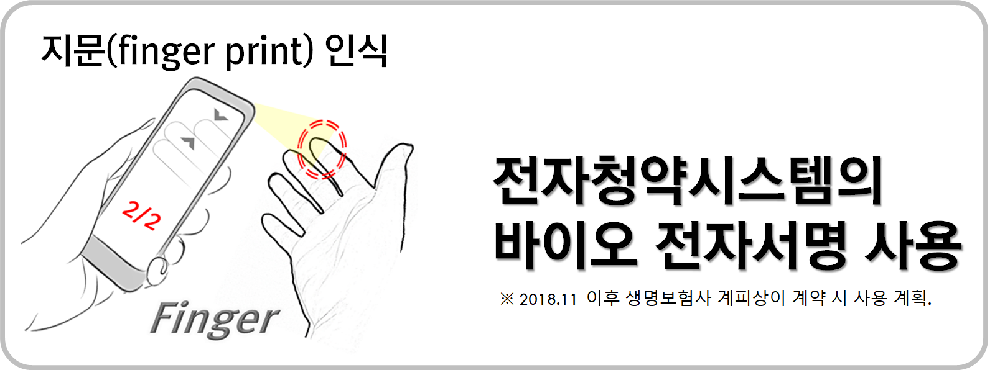 지문(finger print) 인식
2/2
Finger
전자청약시스템의
바이오 전자서명 사용
※ 2018.11 이후 생명보험사 계피상이 계약 시 사용 계획.